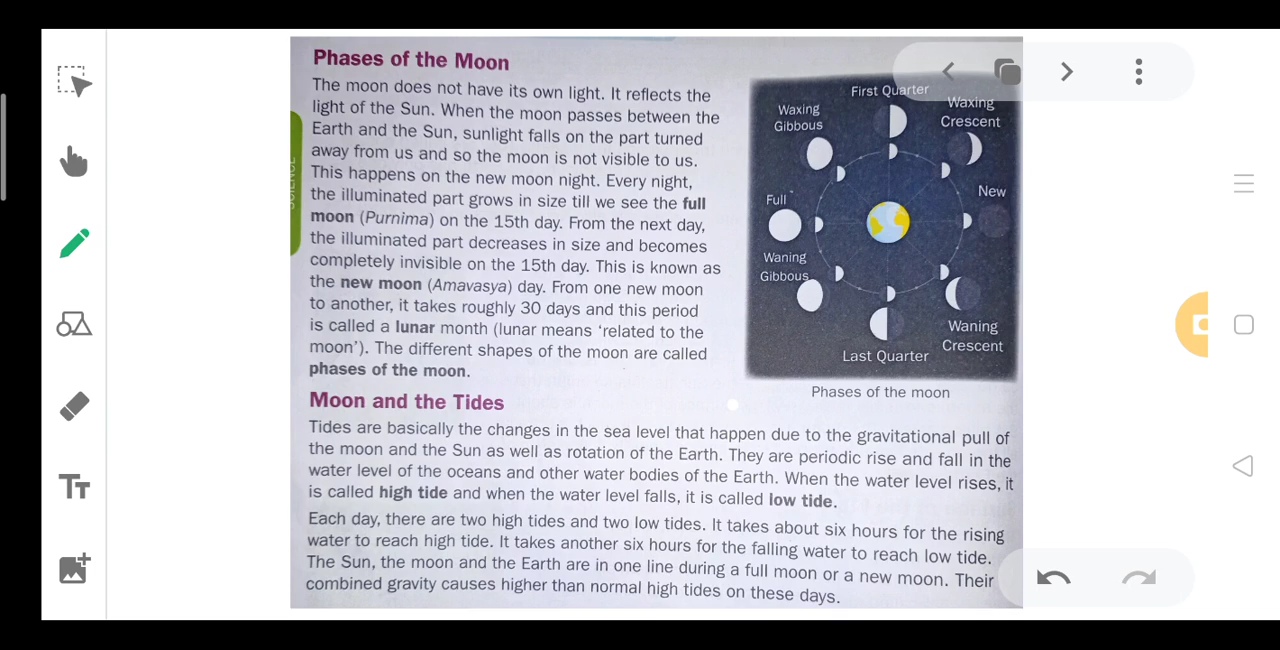 Phases of the Moon
The moon does not have its own light. It reflects the
light of the Sun. When the moon passes between the
Earth and the Sun, sunlight falls on the part turned
away from us and so the moon is not visible to us.
This happens on the new moon night. Every night,
the illuminated part grows in size till we see the full
moon (Purnima) on the 15th day. From the next day,
the illuminated part decreases in size and becomes
completely invisible on the 15th day. This is known as
the new moon (Amavasya) day. From one new moon
to another, it takes roughly 30 days and this period
is called a lunar month (lunar means ‘related to the
moon’). The different shapes of the moon are called
phases of the moon.
SCIENCE
First Quarter
Waxing
Gibbous
Waxing
Crescent
New
Full
Waning
Gibbous
Waning
Crescent
Last Quarter
Phases of the moon
Moon and the Tides
Tides are basically the changes in the sea level that happen due to the gravitational pull of
the moon and the Sun as well as rotation of the Earth. They are periodic rise and fall in the
water level of the oceans and other water bodies of the Earth. When the water level rises, it
is called high tide and when the water level falls, it is called low tide.
Each day, there are two high tides and two low tides. It takes about six hours for the rising
water to reach high tide. It takes another six hours for the falling water to reach low tide.
The Sun, the moon and the Earth are in one line during a full moon or a new moon. Their
combined gravity causes higher than normal high tides on these days.
TT